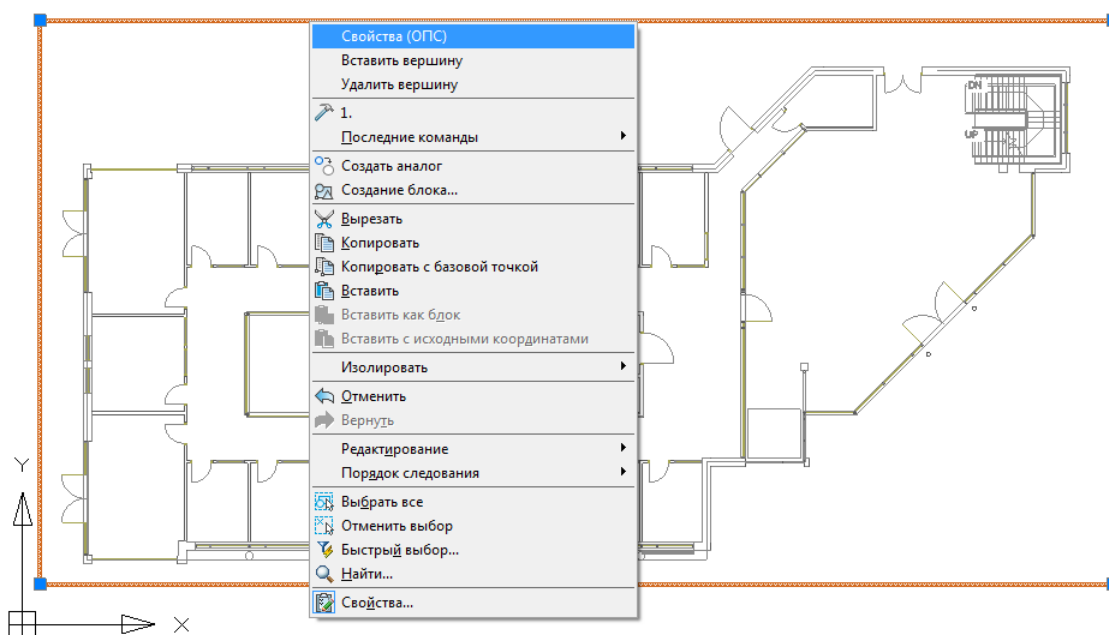 Свойства (ОПС)
Вставить вершину
Удалить вершину
1.
Последние команды
Создать аналог
Создание блока...
Вырезать
Копировать
Копировать с базовой точкой
Вставить
Вставить как блок
Вставить с исходными координатами
Изолировать
Отменить
Вернуть
Редактирование
Порядок следования
Выбрать все
Отменить выбор
Быстрый выбор...
Найти...
Свойства...
DN
UP
D
D
Y
X